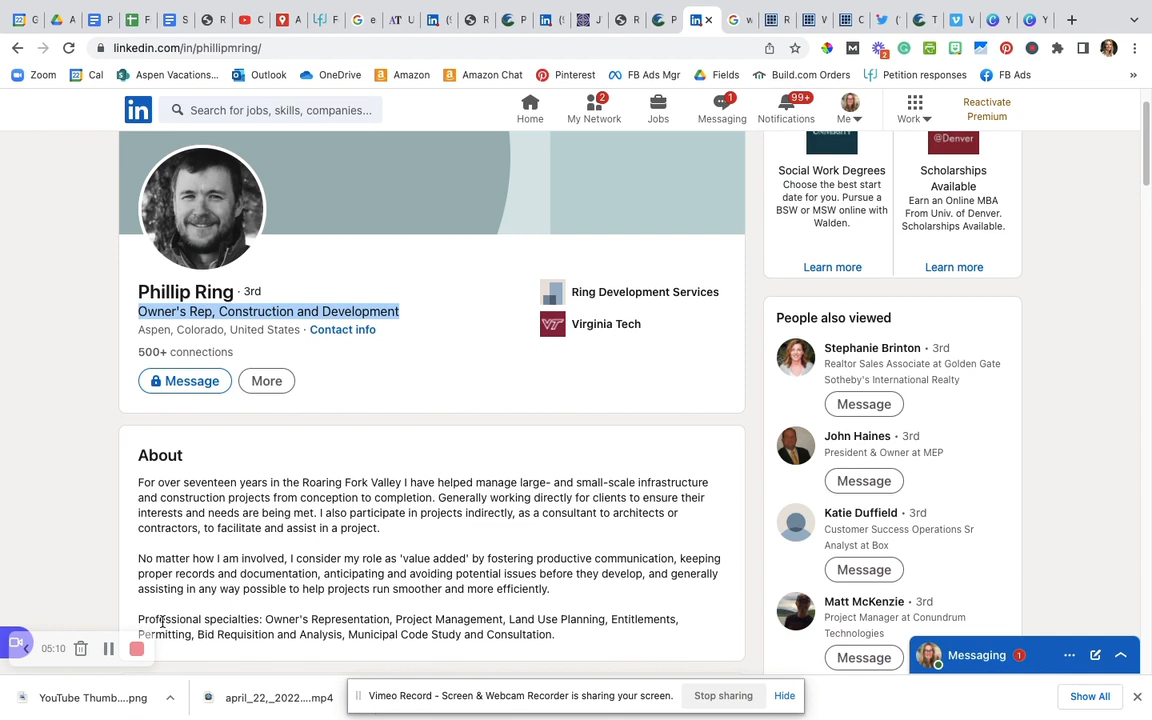 G
A
P
F
S
R
C
A
F
e
U
(
R
P
(
J
R
P
w
R
V
C
(
T
V
Y
Y
linkedin.com/in/phillipmring/
Zoom
Cal
Aspen Vacations...
Outlook
OneDrive
Amazon
Amazon Chat
Pinterest
FB Ads Mgr
Fields
Build.com Orders
Petition responses
FB Ads
Search for jobs, skills, companies...
Home
My Network
2
Jobs
Messaging
1
Notifications
99+
Me
Work
Reactivate
Premium
Phillip Ring · 3rd
Owner's Rep, Construction and Development
Aspen, Colorado, United States · Contact info
500+ connections
Message
More
Ring Development Services
Virginia Tech
About
For over seventeen years in the Roaring Fork Valley I have helped manage large- and small-scale infrastructure
and construction projects from conception to completion. Generally working directly for clients to ensure their
interests and needs are being met. I also participate in projects indirectly, as a consultant to architects or
contractors, to facilitate and assist in a project.
No matter how I am involved, I consider my role as 'value added' by fostering productive communication, keeping
proper records and documentation, anticipating and avoiding potential issues before they develop, and generally
assisting in any way possible to help projects run smoother and more efficiently.
Professional specialties: Owner's Representation, Project Management, Land Use Planning, Entitlements,
Permitting, Bid Requisition and Analysis, Municipal Code Study and Consultation.
@Denver
Social Work Degrees
Choose the best start
date for you. Pursue a
BSW or MSW online with
Walden.
Learn more
Scholarships
Available
Earn an Online MBA
From Univ. of Denver.
Scholarships Available.
Learn more
People also viewed
Stephanie Brinton • 3rd
Realtor Sales Associate at Golden Gate
Sotheby's International Realty
Message
John Haines • 3rd
President & Owner at MEP
Message
Katie Duffield • 3rd
Customer Success Operations Sr
Analyst at Box
Message
Matt McKenzie • 3rd
Project Manager at Conundrum
Technologies
Message
Messaging 1
05:10
YouTube Thumb....png
april_22,_2022....mp4
Vimeo Record - Screen & Webcam Recorder is sharing your screen.
Stop sharing
Hide
Show All